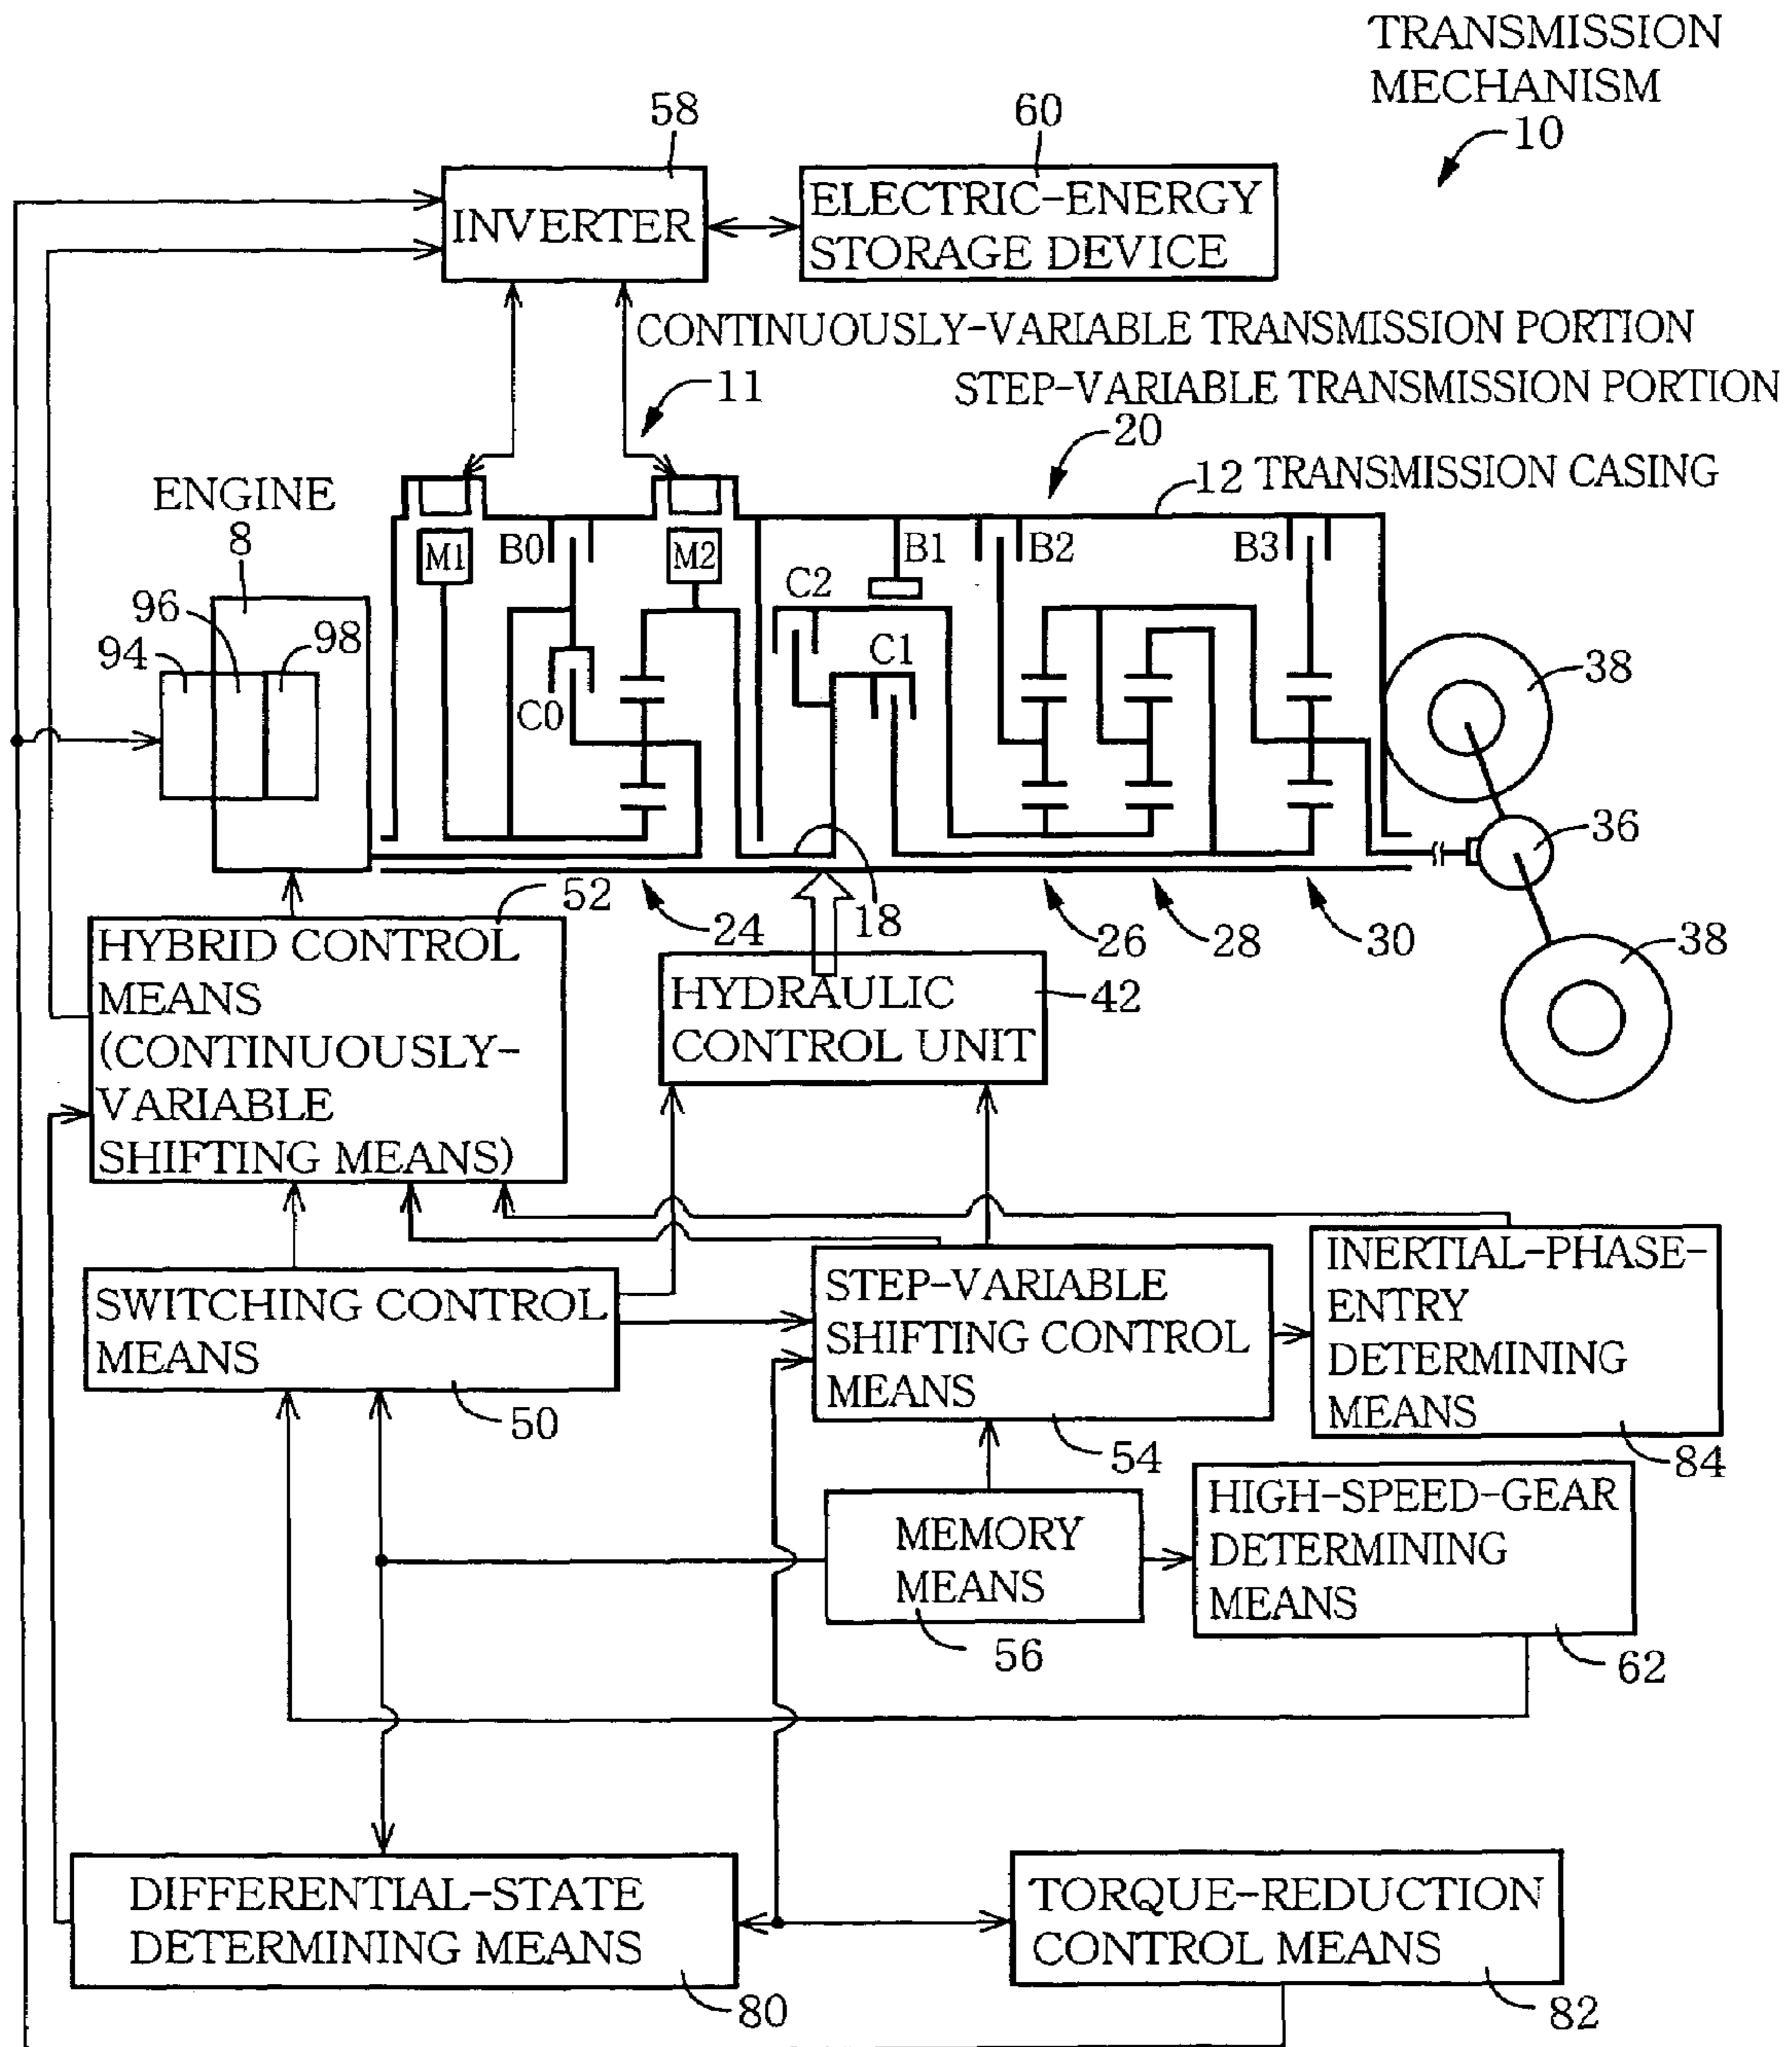 TRANSMISSION
MECHANISM
10
58
60
INVERTER
ELECTRIC-ENERGY
STORAGE DEVICE
CONTINUOUSLY-VARIABLE TRANSMISSION PORTION
11
STEP-VARIABLE TRANSMISSION PORTION
20
12 TRANSMISSION CASING
ENGINE
8
M1
B0
M2
B1
B2
B3
C2
96
98
94
C1
C0
38
36
52
24
18
26
28
30
38
HYBRID CONTROL
MEANS
(CONTINUOUSLY-
VARIABLE
SHIFTING MEANS)
HYDRAULIC
CONTROL UNIT
42
SWITCHING CONTROL
MEANS
50
STEP-VARIABLE
SHIFTING CONTROL
MEANS
54
INERTIAL-PHASE-
ENTRY
DETERMINING
MEANS
84
MEMORY
MEANS
56
HIGH-SPEED-GEAR
DETERMINING
MEANS
62
DIFFERENTIAL-STATE
DETERMINING MEANS
80
TORQUE-REDUCTION
CONTROL MEANS
82